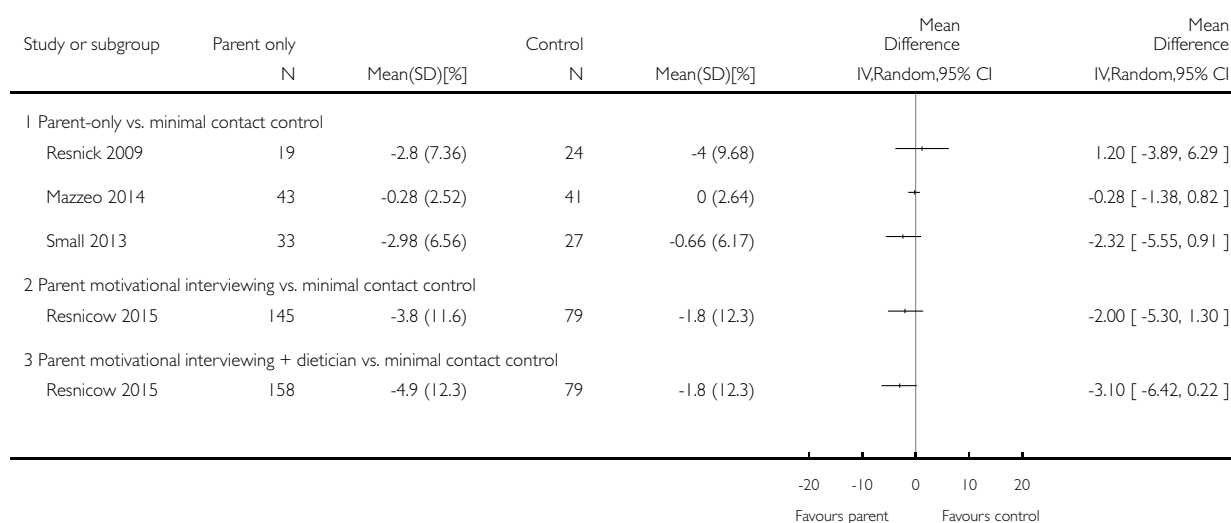 Mean Mean
Study or subgroup Parent only Control Difference Difference
N Mean(SD)[%] N Mean(SD)[%] IV,Random,95% CI IV,Random,95% CI
1 Parent-only vs. minimal contact control
Resnick 2009 19 -2.8 (7.36) 24 -4 (9.68) 1.20 [ -3.89, 6.29 ]
Mazzeo 2014 43 -0.28 (2.52) 41 0 (2.64) -0.28 [ -1.38, 0.82 ]
Small 2013 33 -2.98 (6.56) 27 -0.66 (6.17) -2.32 [ -5.55, 0.91 ]
2 Parent motivational interviewing vs. minimal contact control
Resnicow 2015 145 -3.8 (11.6) 79 -1.8 (12.3) -2.00 [ -5.30, 1.30 ]
3 Parent motivational interviewing + dietician vs. minimal contact control
Resnicow 2015 158 -4.9 (12.3) 79 -1.8 (12.3) -3.10 [ -6.42, 0.22 ]
-20 -10 0 10 20
Favours parent Favours control